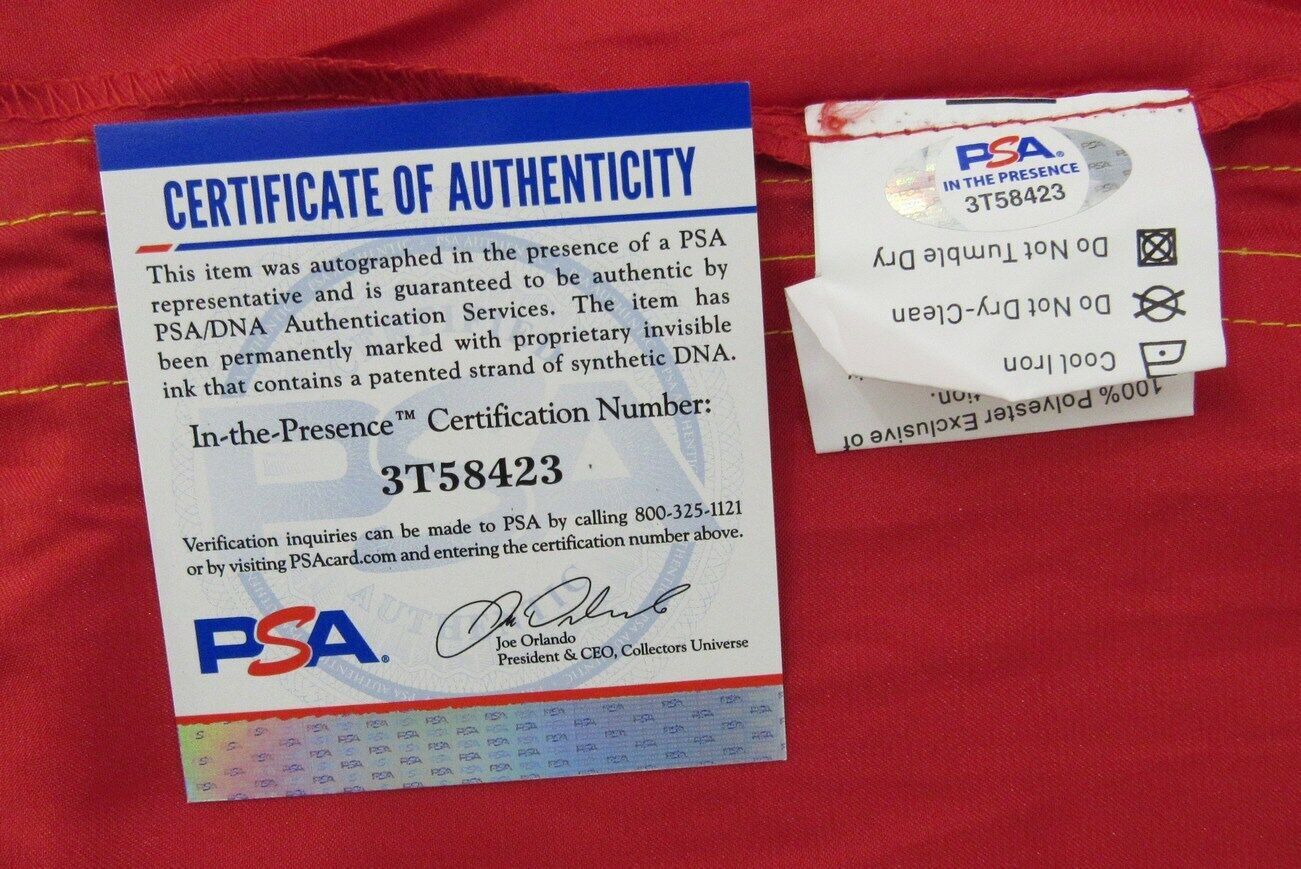 CERTIFICATE OF AUTHENTICITY
This item was autographed in the presence of a PSA
representative and is guaranteed to be authentic by
PSA/DNA Authentication Services. The item has
been permanently marked with proprietary invisible
ink that contains a patented strand of synthetic DNA.
In-the-Presence™ Certification Number:
3T58423
Verification inquiries can be made to PSA by calling 800-325-1121
or by visiting PSAcard.com and entering the certification number above.
PSA®
Joe Orlando
President & CEO, Collectors Universe
PSA®
IN THE PRESENCE
3T58423
Do Not Tumble Dry
Do Not Dry-Clean
Cool Iron
100% Polyester Exclusive of